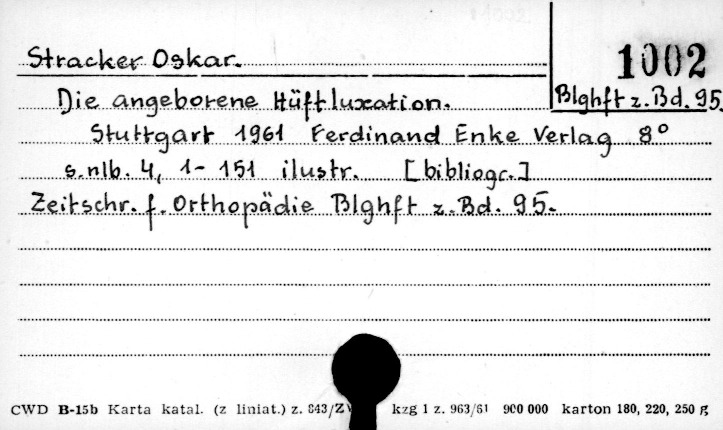 Stracker Oskar.
1002
Blghft z. Bd. 95.
Die angeborene Hüftluxation.
Stuttgart 1961 Ferdinand Enke Verlag 8°
s.nlb. 4, 1-151 ilustr. [bibliogr.]
Zeitschr. f. Orthopädie Blghft z. Bd. 95.
CWD B-15b Karta katal. (z liniat.) z. 843/ZW kzg 1 z. 963/61 900 000 karton 180, 220, 250 g